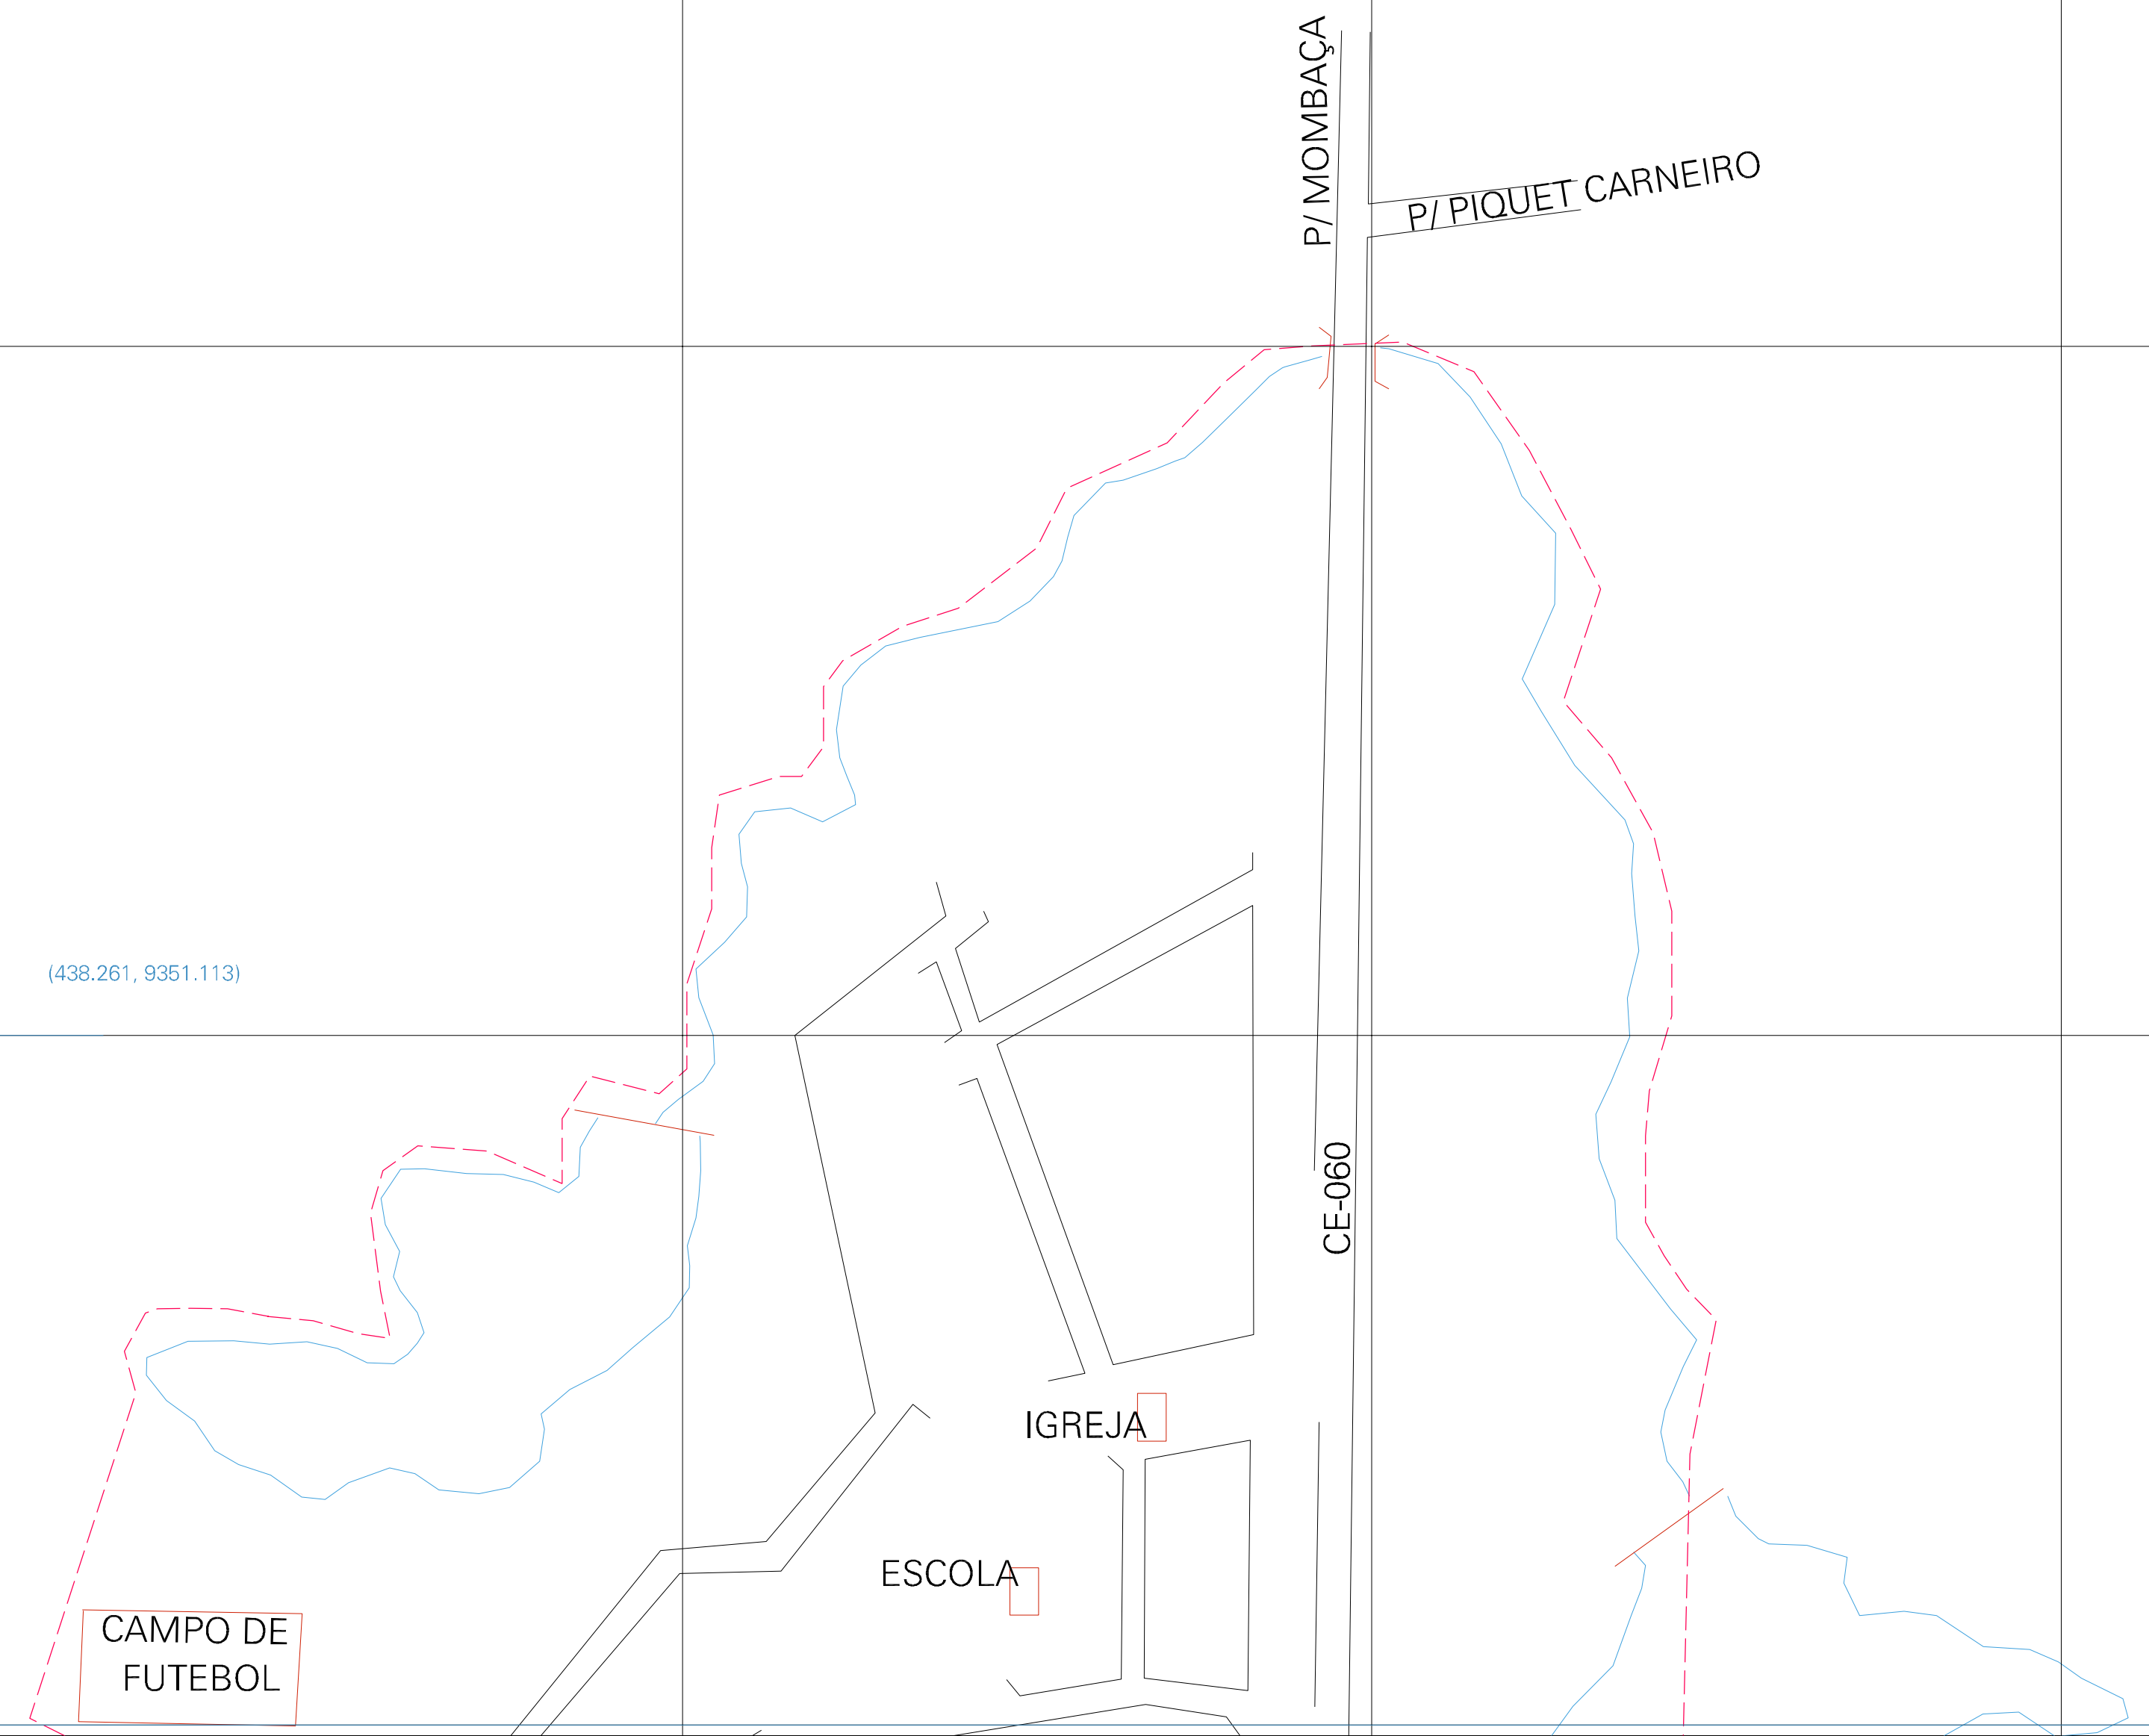 P/ MOMBAÇA
P/ PIQUET CARNEIRO
(438.261, 9351.113)
CE-060
IGREJA
ESCOLA
CAMPO DE
FUTEBOL